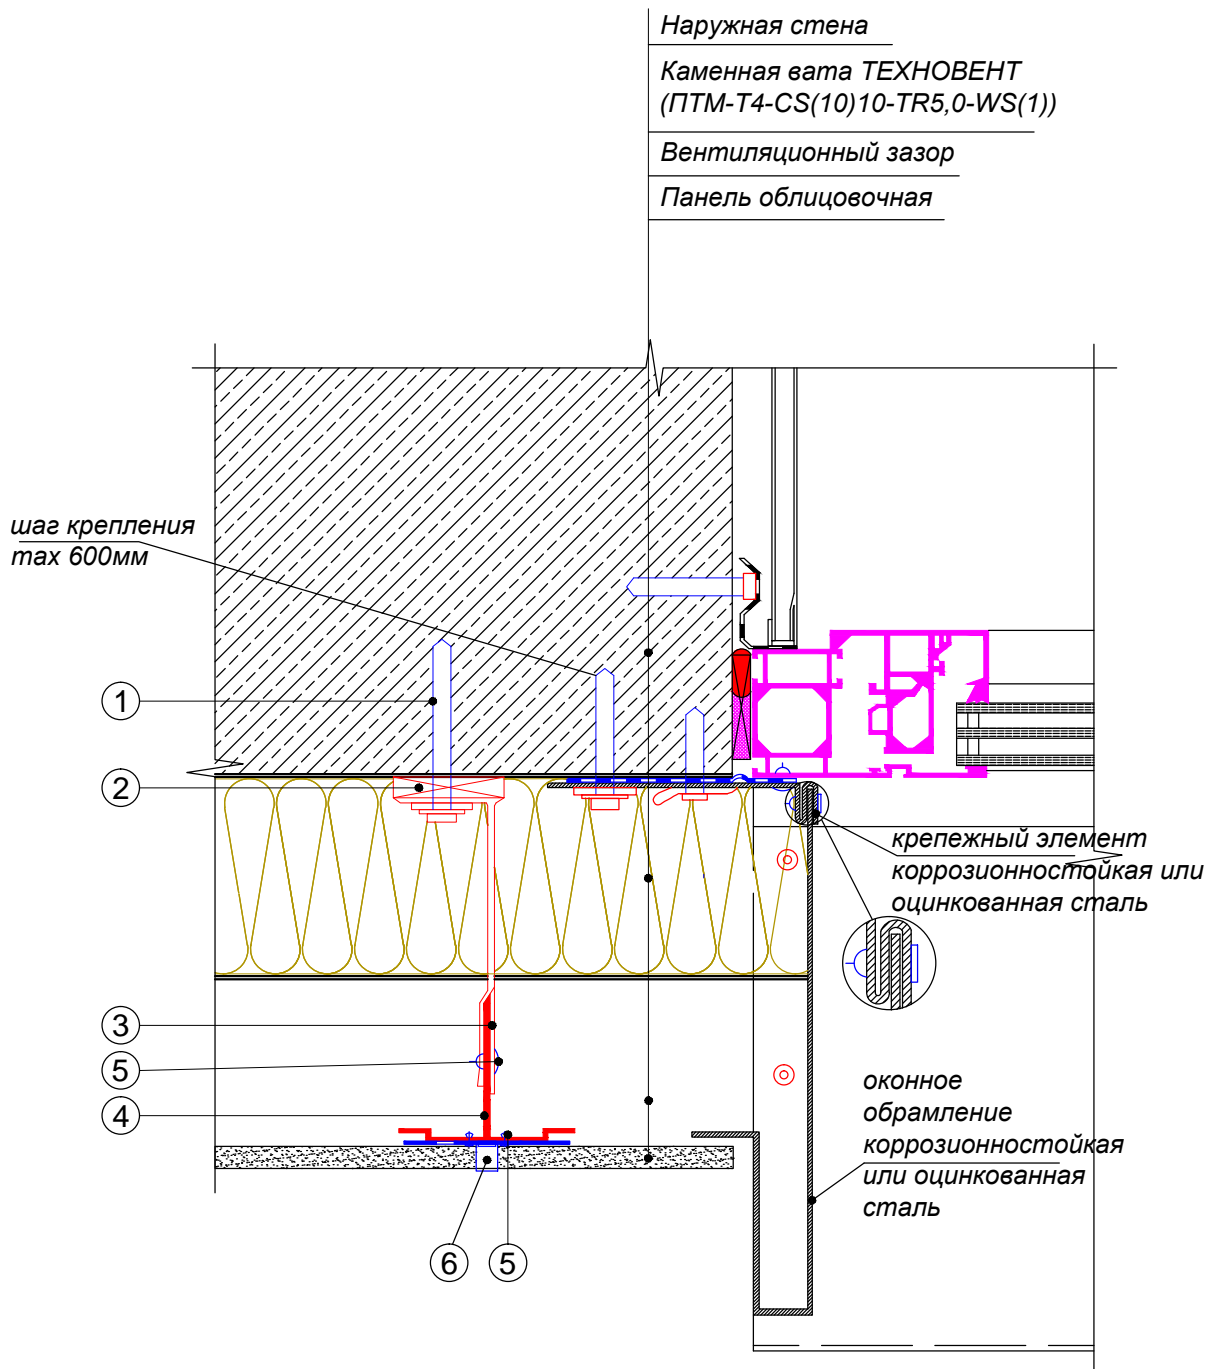 Наружная стена
Каменная вата ТЕХНОВЕНТ
(ПТМ-Т4-CS(10)10-TR5,0-WS(1))
Вентиляционный зазор
Панель облицовочная
шаг крепления
max 600мм
1
2
крепежный элемент
коррозионностойкая или
оцинкованная сталь
3
5
4
оконное
обрамление
коррозионностойкая
или оцинкованная
сталь
6
5